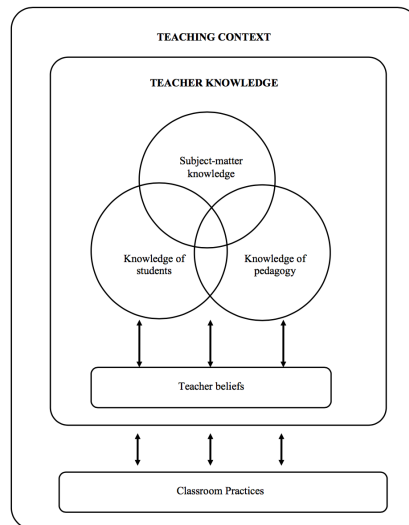 TEACHING CONTEXT
TEACHER KNOWLEDGE
Subject-matter
knowledge
Knowledge of
students
Knowledge of
pedagogy
Teacher beliefs
Classroom Practices